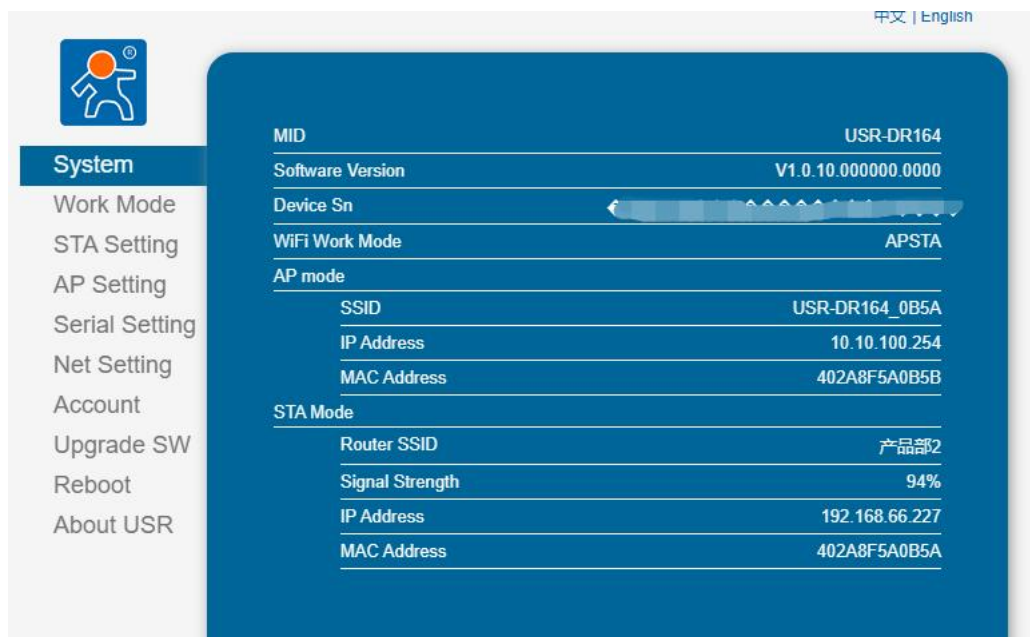 中文 | English
®
MID USR-DR164
System
Software Version V1.0.10.000000.0000
Work Mode
Device Sn
STA Setting
WiFi Work Mode APSTA
AP Setting
AP mode
SSID USR-DR164_0B5A
Serial Setting
IP Address 10.10.100.254
Net Setting
MAC Address 402A8F5A0B5B
Account
STA Mode
Upgrade SW
Router SSID 产品部2
Reboot
Signal Strength 94%
About USR
IP Address 192.168.66.227
MAC Address 402A8F5A0B5A